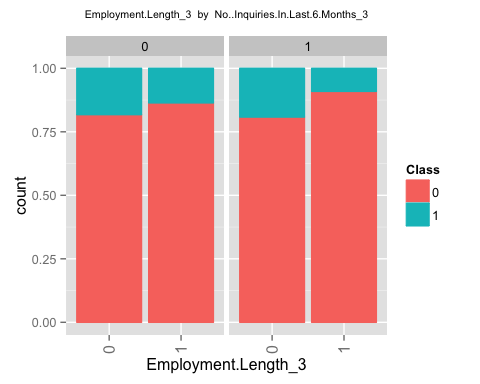 Employment.Length_3 by No..Inquiries.In.Last.6.Months_3
0 1
1.00
0.75
0.50
0.25
0.00
count
0 1 0 1
Employment.Length_3
Class
0
1